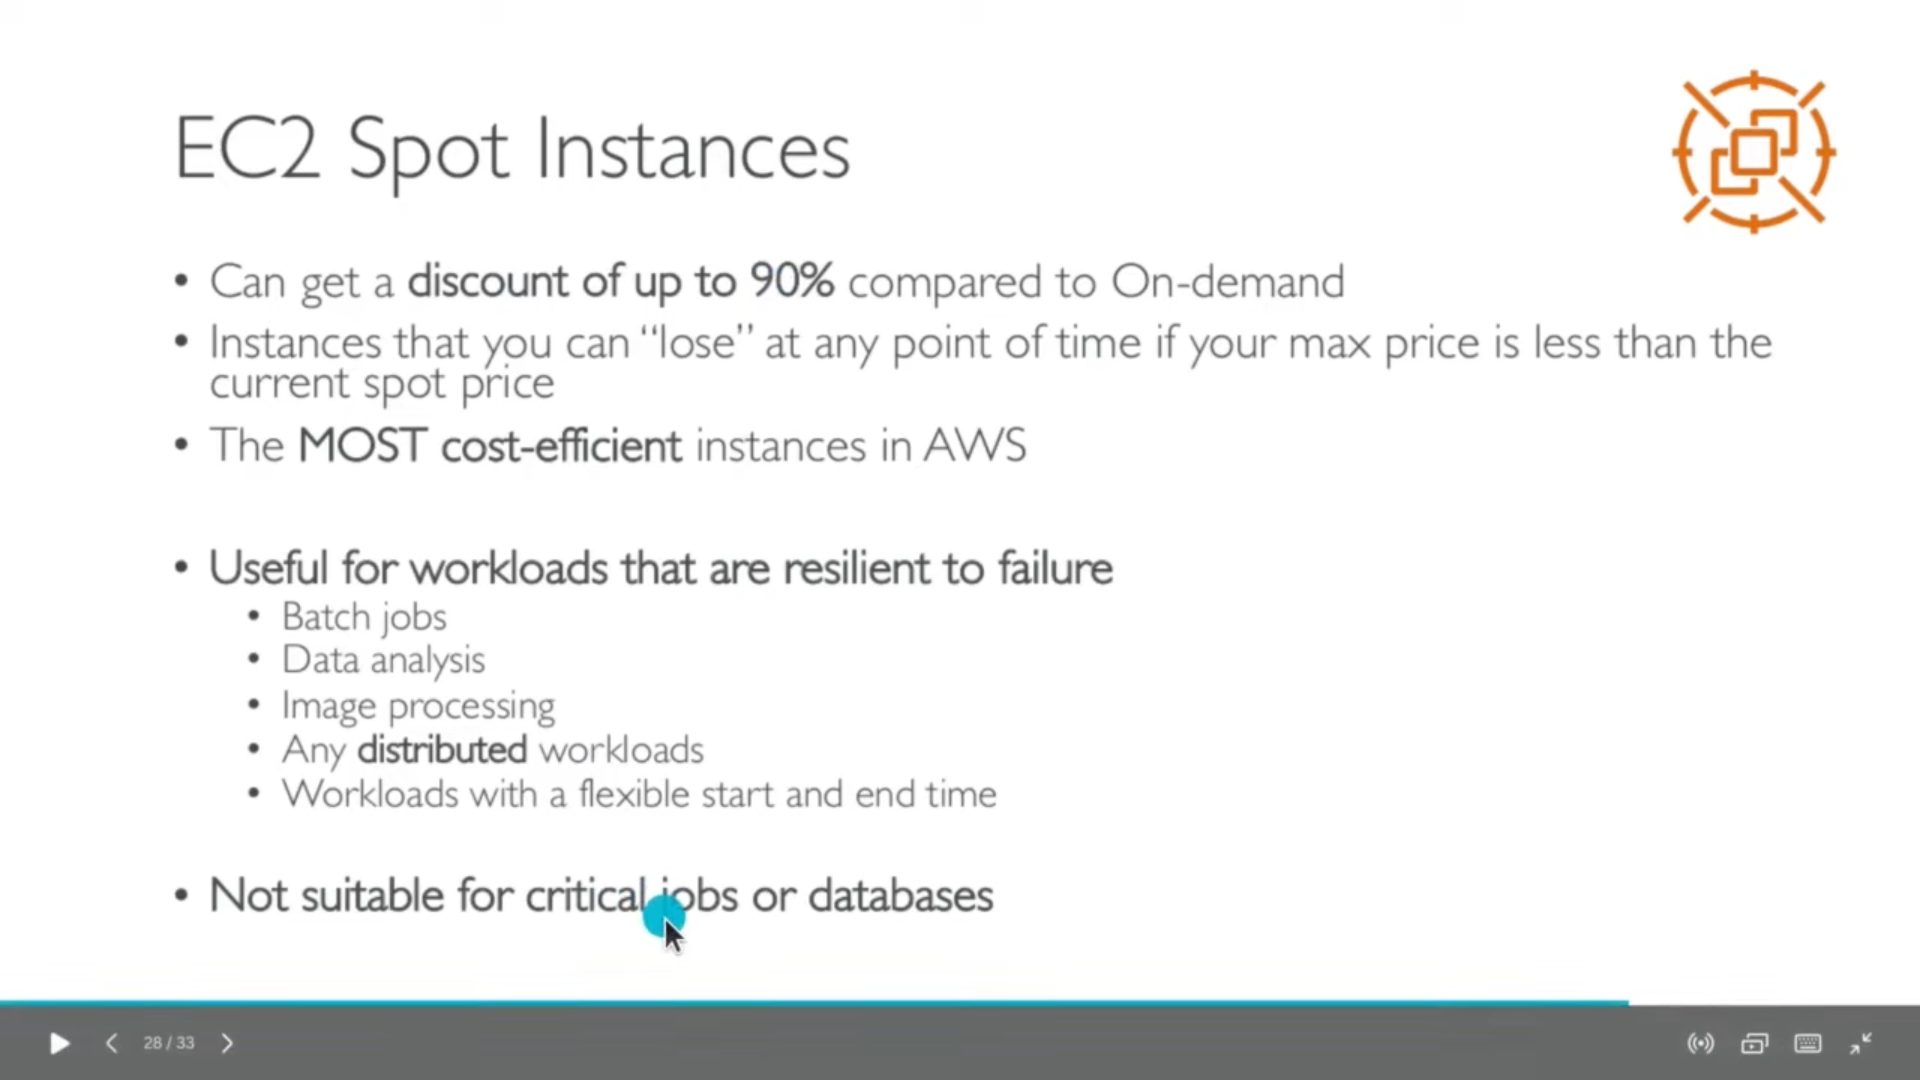 EC2 Spot Instances
• Can get a discount of up to 90% compared to On-demand
• Instances that you can “lose” at any point of time if your max price is less than the
current spot price
• The MOST cost-efficient instances in AWS
• Useful for workloads that are resilient to failure
• Batch jobs
• Data analysis
• Image processing
• Any distributed workloads
• Workloads with a flexible start and end time
• Not suitable for critical jobs or databases
28 / 33